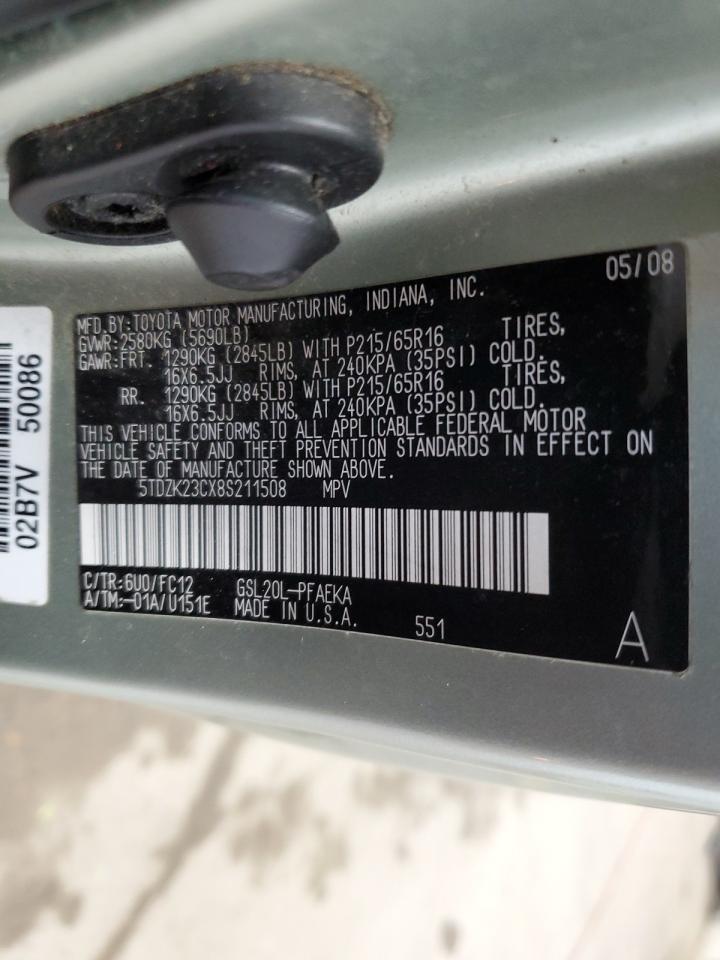 05/08
MFD.BY:TOYOTA MOTOR MANUFACTURING, INDIANA, INC.
GVWR:2580KG (5690LB)
GAWR:FRT. 1290KG (2845LB) WITH P215/65R16 TIRES,
16X6.5JJ RIMS, AT 240KPA (35PSI) COLD.
RR. 1290KG (2845LB) WITH P215/65R16 TIRES,
16X6.5JJ RIMS, AT 240KPA (35PSI) COLD.
THIS VEHICLE CONFORMS TO ALL APPLICABLE FEDERAL MOTOR
VEHICLE SAFETY AND THEFT PREVENTION STANDARDS IN EFFECT ON
THE DATE OF MANUFACTURE SHOWN ABOVE.
5TDZK23CX8S211508 MPV
C/TR:6U0/FC12 GSL20L-PFAEKA
A/TM:-01A/U151E MADE IN U.S.A. 551 A
02B7V 50086